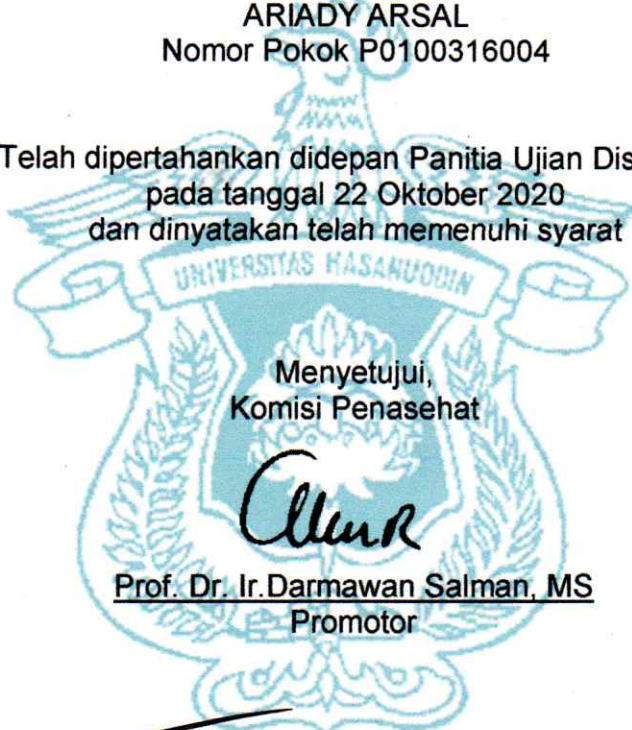 ARIADY ARSAL
Nomor Pokok P0100316004
Telah dipertahankan didepan Panitia Ujian Dis
pada tanggal 22 Oktober 2020
dan dinyatakan telah memenuhi syarat
UNIVERSITAS HASANUDDIN
Menyetujui,
Komisi Penasehat
Prof. Dr. Ir.Darmawan Salman, MS
Promotor